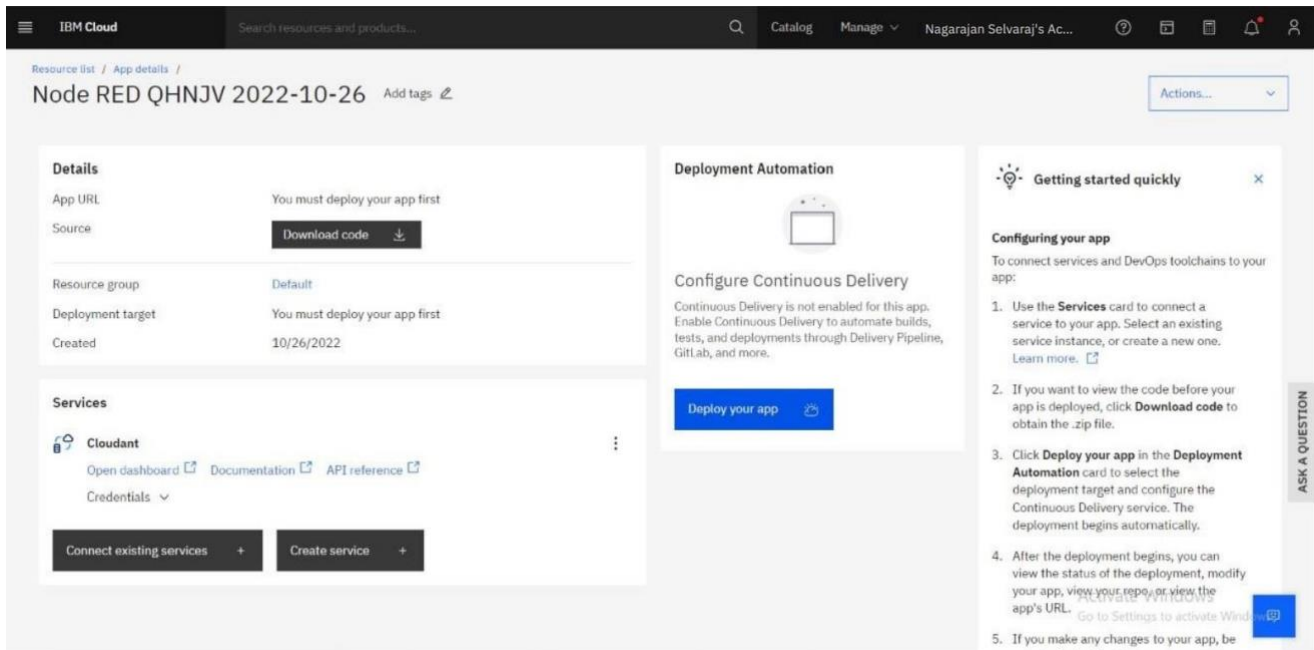 IBM Cloud
Search resources and products...
Catalog
Manage
Nagarajan Selvaraj's Ac...
Resource list / App details /
Node RED QHNJV 2022-10-26
Add tags
Actions...
Details
App URL
You must deploy your app first
Source
Download code
Resource group
Default
Deployment target
You must deploy your app first
Created
10/26/2022
Services
Cloudant
Open dashboard
Documentation
API reference
Credentials
Connect existing services +
Create service +
Deployment Automation
Configure Continuous Delivery
Continuous Delivery is not enabled for this app.
Enable Continuous Delivery to automate builds,
tests, and deployments through Delivery Pipeline,
GitLab, and more.
Deploy your app
Getting started quickly
Configuring your app
To connect services and DevOps toolchains to your
app:
1. Use the Services card to connect a
service to your app. Select an existing
service instance, or create a new one.
Learn more.
2. If you want to view the code before your
app is deployed, click Download code to
obtain the .zip file.
3. Click Deploy your app in the Deployment
Automation card to select the
deployment target and configure the
Continuous Delivery service. The
deployment begins automatically.
4. After the deployment begins, you can
view the status of the deployment, modify
your app, view your repo, or view the
app's URL.
5. If you make any changes to your app, be
ASK A QUESTION
Activate Windows
Go to Settings to activate Windows